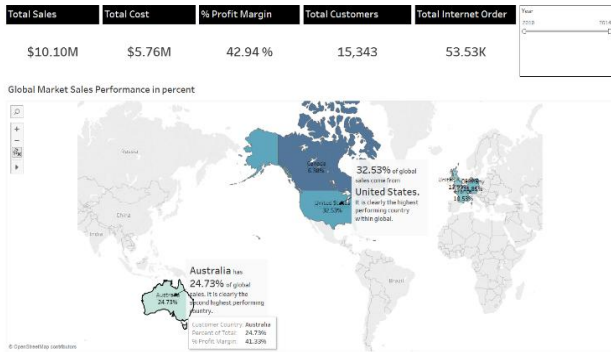 Total Sales
Total Cost
% Profit Margin
Total Customers
Total Internet Order
Year
2010
2014
$10.10M
$5.76M
42.94 %
15,343
53.53K
Global Market Sales Performance in percent
Canada
32.53% of global
sales come from
United States.
It is clearly the highest
performing country
within global.
United States
32.53%
China
India
Brazil
Australia has
24.73% of global
sales. It is clearly the
second highest performing
country.
Australia
24.73%
Customer Country: Australia
Percent of Total: 24.73%
% Profit Margin: 41.33%
© OpenStreetMap contributors